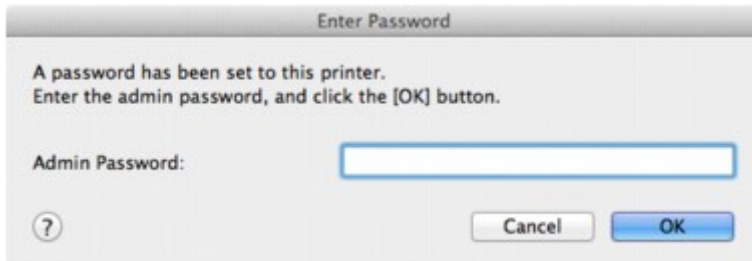 Enter Password
A password has been set to this printer.
Enter the admin password, and click the [OK] button.
Admin Password:
?
Cancel
OK